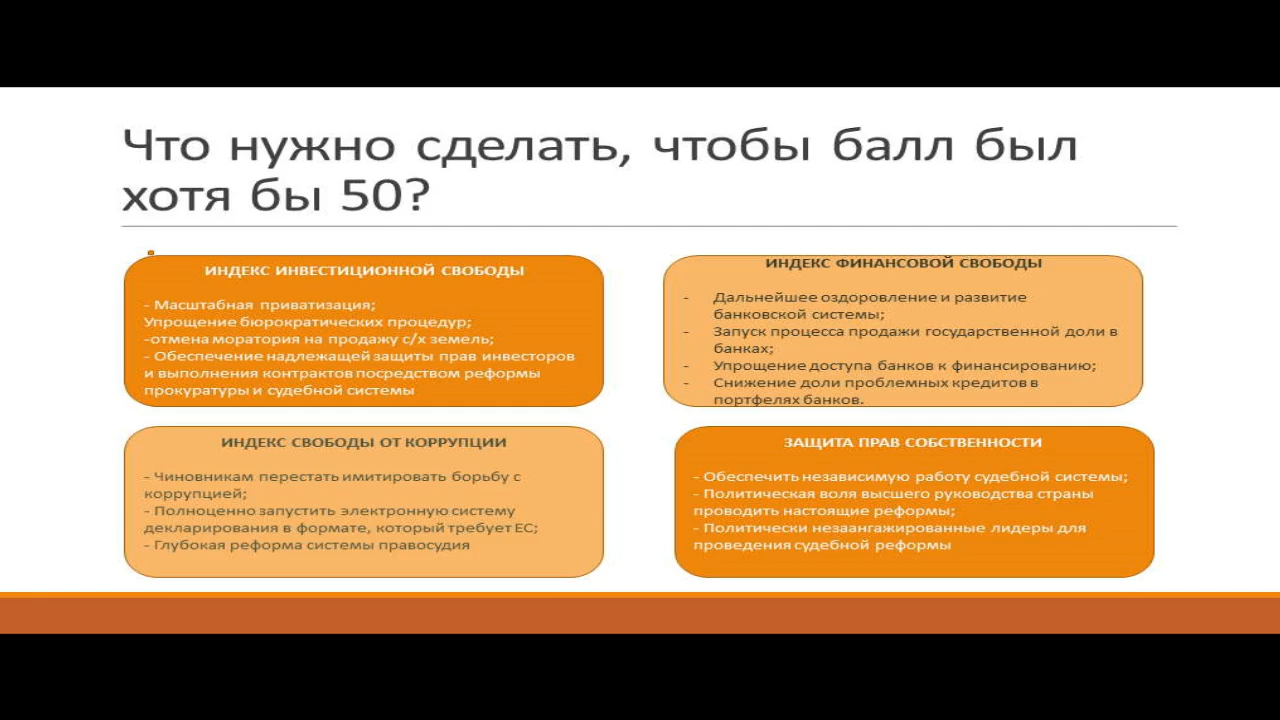 Что нужно сделать, чтобы балл был
хотя бы 50?
ИНДЕКС ИНВЕСТИЦИОННОЙ СВОБОДЫ
- Масштабная приватизация;
Упрощение бюрократических процедур;
-отмена моратория на продажу с/х земель;
- Обеспечение надлежащей защиты прав инвесторов
и выполнения контрактов посредством реформы
прокуратуры и судебной системы
ИНДЕКС ФИНАНСОВОЙ СВОБОДЫ
- Дальнейшее оздоровление и развитие
банковской системы;
- Запуск процесса продажи государственной доли в
банках;
- Упрощение доступа банков к финансированию;
- Снижение доли проблемных кредитов в
портфелях банков.
ИНДЕКС СВОБОДЫ ОТ КОРРУПЦИИ
- Чиновникам перестать имитировать борьбу с
коррупцией;
- Полноценно запустить электронную систему
декларирования в формате, который требует ЕС;
- Глубокая реформа системы правосудия
ЗАЩИТА ПРАВ СОБСТВЕННОСТИ
- Обеспечить независимую работу судебной системы;
- Политическая воля высшего руководства страны
проводить настоящие реформы;
- Политически незаангажированные лидеры для
проведения судебной реформы